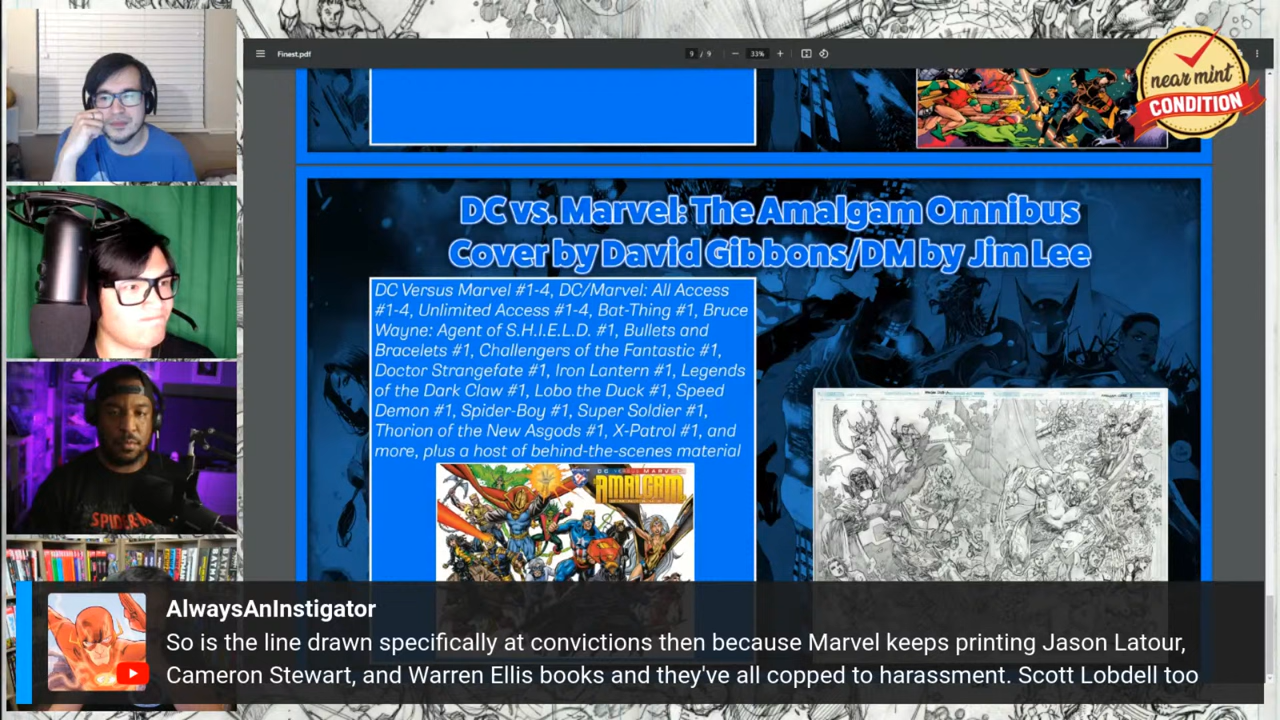 Finest.pdf
9 / 9
33%
near mint
CONDITION
DC vs. Marvel: The Amalgam Omnibus
Cover by David Gibbons/DM by Jim Lee
DC Versus Marvel #1-4, DC/Marvel: All Access
#1-4, Unlimited Access #1-4, Bat-Thing #1, Bruce
Wayne: Agent of S.H.I.E.L.D. #1, Bullets and
Bracelets #1, Challengers of the Fantastic #1,
Doctor Strangefate #1, Iron Lantern #1, Legends
of the Dark Claw #1, Lobo the Duck #1, Speed
Demon #1, Spider-Boy #1, Super Soldier #1,
Thorion of the New Asgods #1, X-Patrol #1, and
more, plus a host of behind-the-scenes material
DC VERSUS MARVEL
AMALGAM
AlwaysAnInstigator
So is the line drawn specifically at convictions then because Marvel keeps printing Jason Latour,
Cameron Stewart, and Warren Ellis books and they've all copped to harassment. Scott Lobdell too